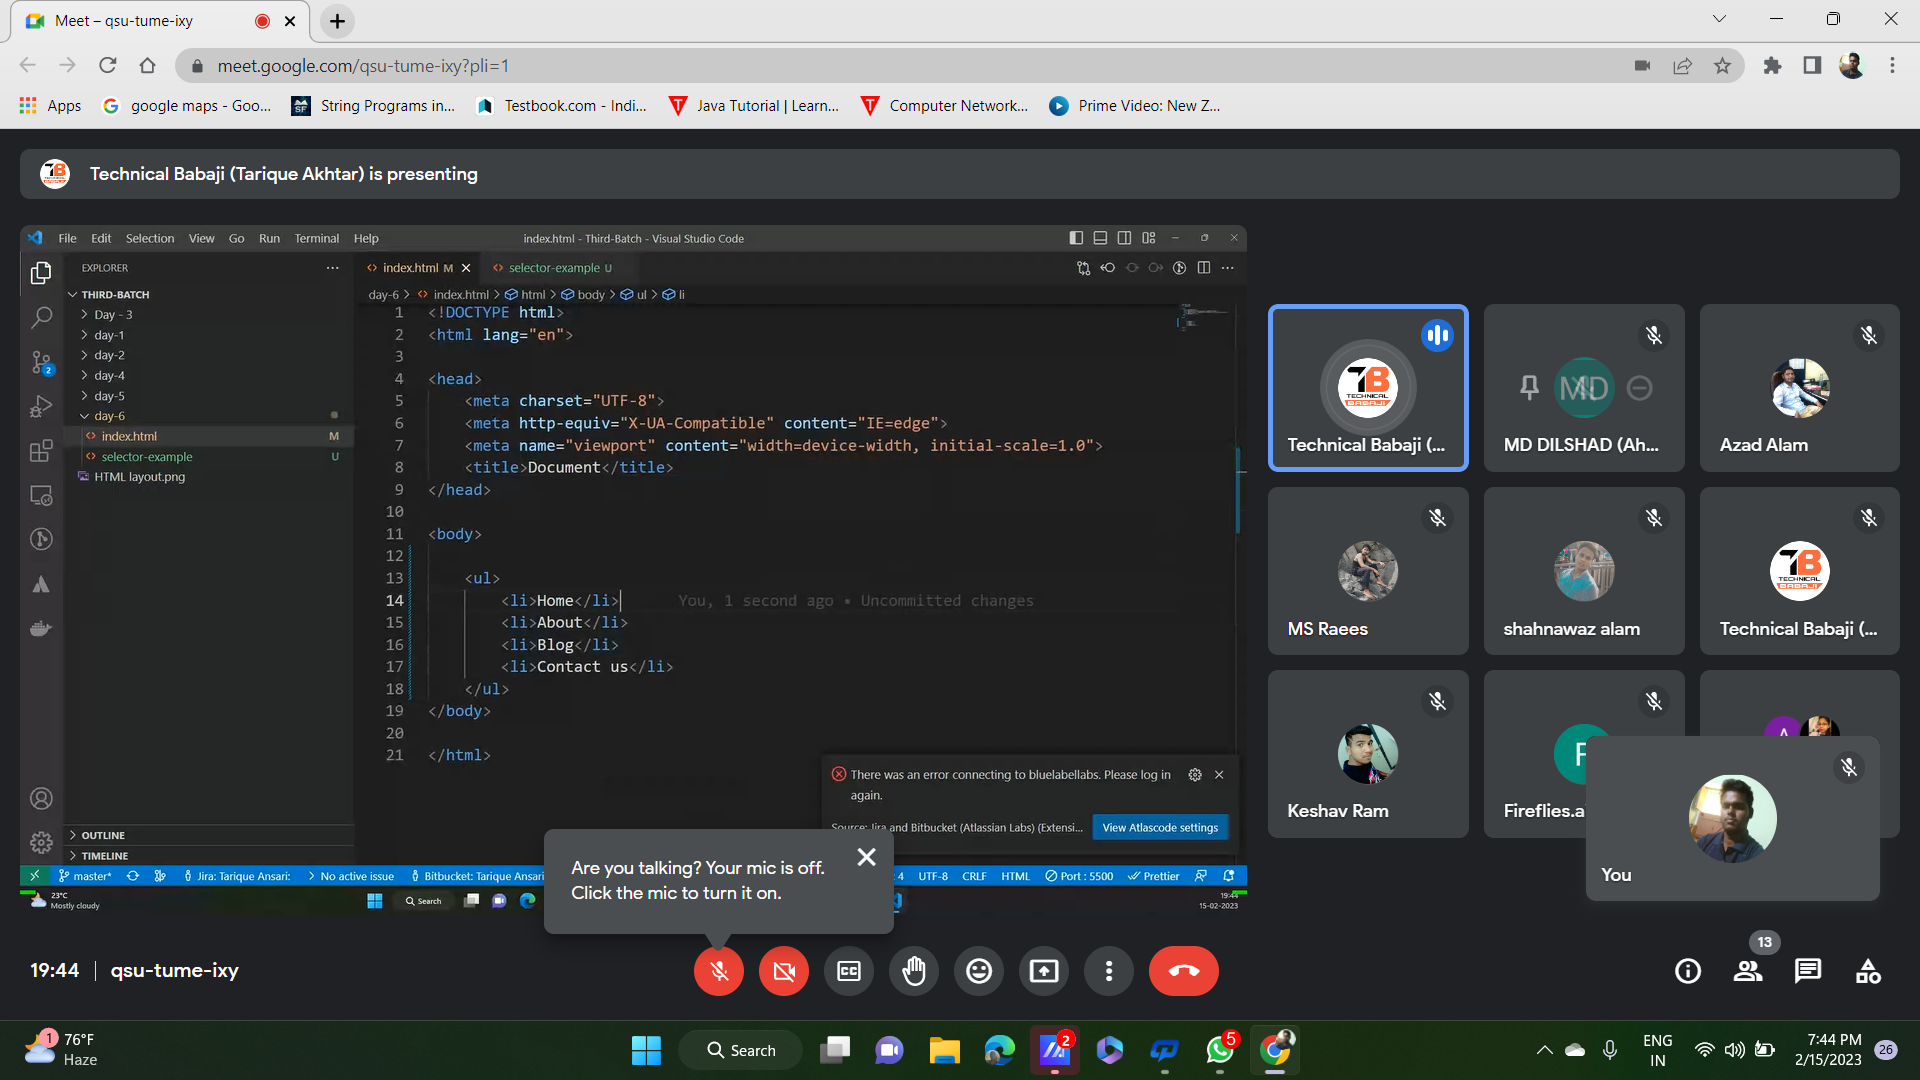 Meet – qsu-tume-ixy
meet.google.com/qsu-tume-ixy?pli=1
Apps
google maps - Goo...
String Programs in...
Testbook.com - Indi...
Java Tutorial | Learn...
Computer Network...
Prime Video: New Z...
Technical Babaji (Tarique Akhtar) is presenting
File Edit Selection View Go Run Terminal Help
index.html - Third-Batch - Visual Studio Code
EXPLORER
index.html M
selector-example U
THIRD-BATCH
day-6 > index.html > html > body > ul > li
Day - 3
day-1
day-2
day-4
day-5
day-6
index.html M
selector-example U
HTML layout.png
2
1 <!DOCTYPE html>
2 <html lang="en">
3
4 <head>
5 <meta charset="UTF-8">
6 <meta http-equiv="X-UA-Compatible" content="IE=edge">
7 <meta name="viewport" content="width=device-width, initial-scale=1.0">
8 <title>Document</title>
9 </head>
10
11 <body>
12
13 <ul>
14 <li>Home</li> You, 1 second ago • Uncommitted changes
15 <li>About</li>
16 <li>Blog</li>
17 <li>Contact us</li>
18 </ul>
19 </body>
20
21 </html>
There was an error connecting to bluelabellabs. Please log in
again.
Source: Jira and Bitbucket (Atlassian Labs) (Extensi...
View Atlascode settings
OUTLINE
TIMELINE
master*
Jira: Tarique Ansari:
No active issue
Bitbucket: Tarique Ansari
4 UTF-8 CRLF HTML Port : 5500 Prettier
23°C
Mostly cloudy
Search
19:44
15-02-2023
Are you talking? Your mic is off.
Click the mic to turn it on.
TB
TECHNICAL
BABAJI
Technical Babaji (...
MD
MD DILSHAD (Ah...
Azad Alam
MS Raees
shahnawaz alam
TB
TECHNICAL
BABAJI
Technical Babaji (...
Keshav Ram
F
Fireflies.a
A
You
19:44 | qsu-tume-ixy
CC
13
1
76°F
Haze
Search
2
5
ENG
IN
7:44 PM
2/15/2023
26